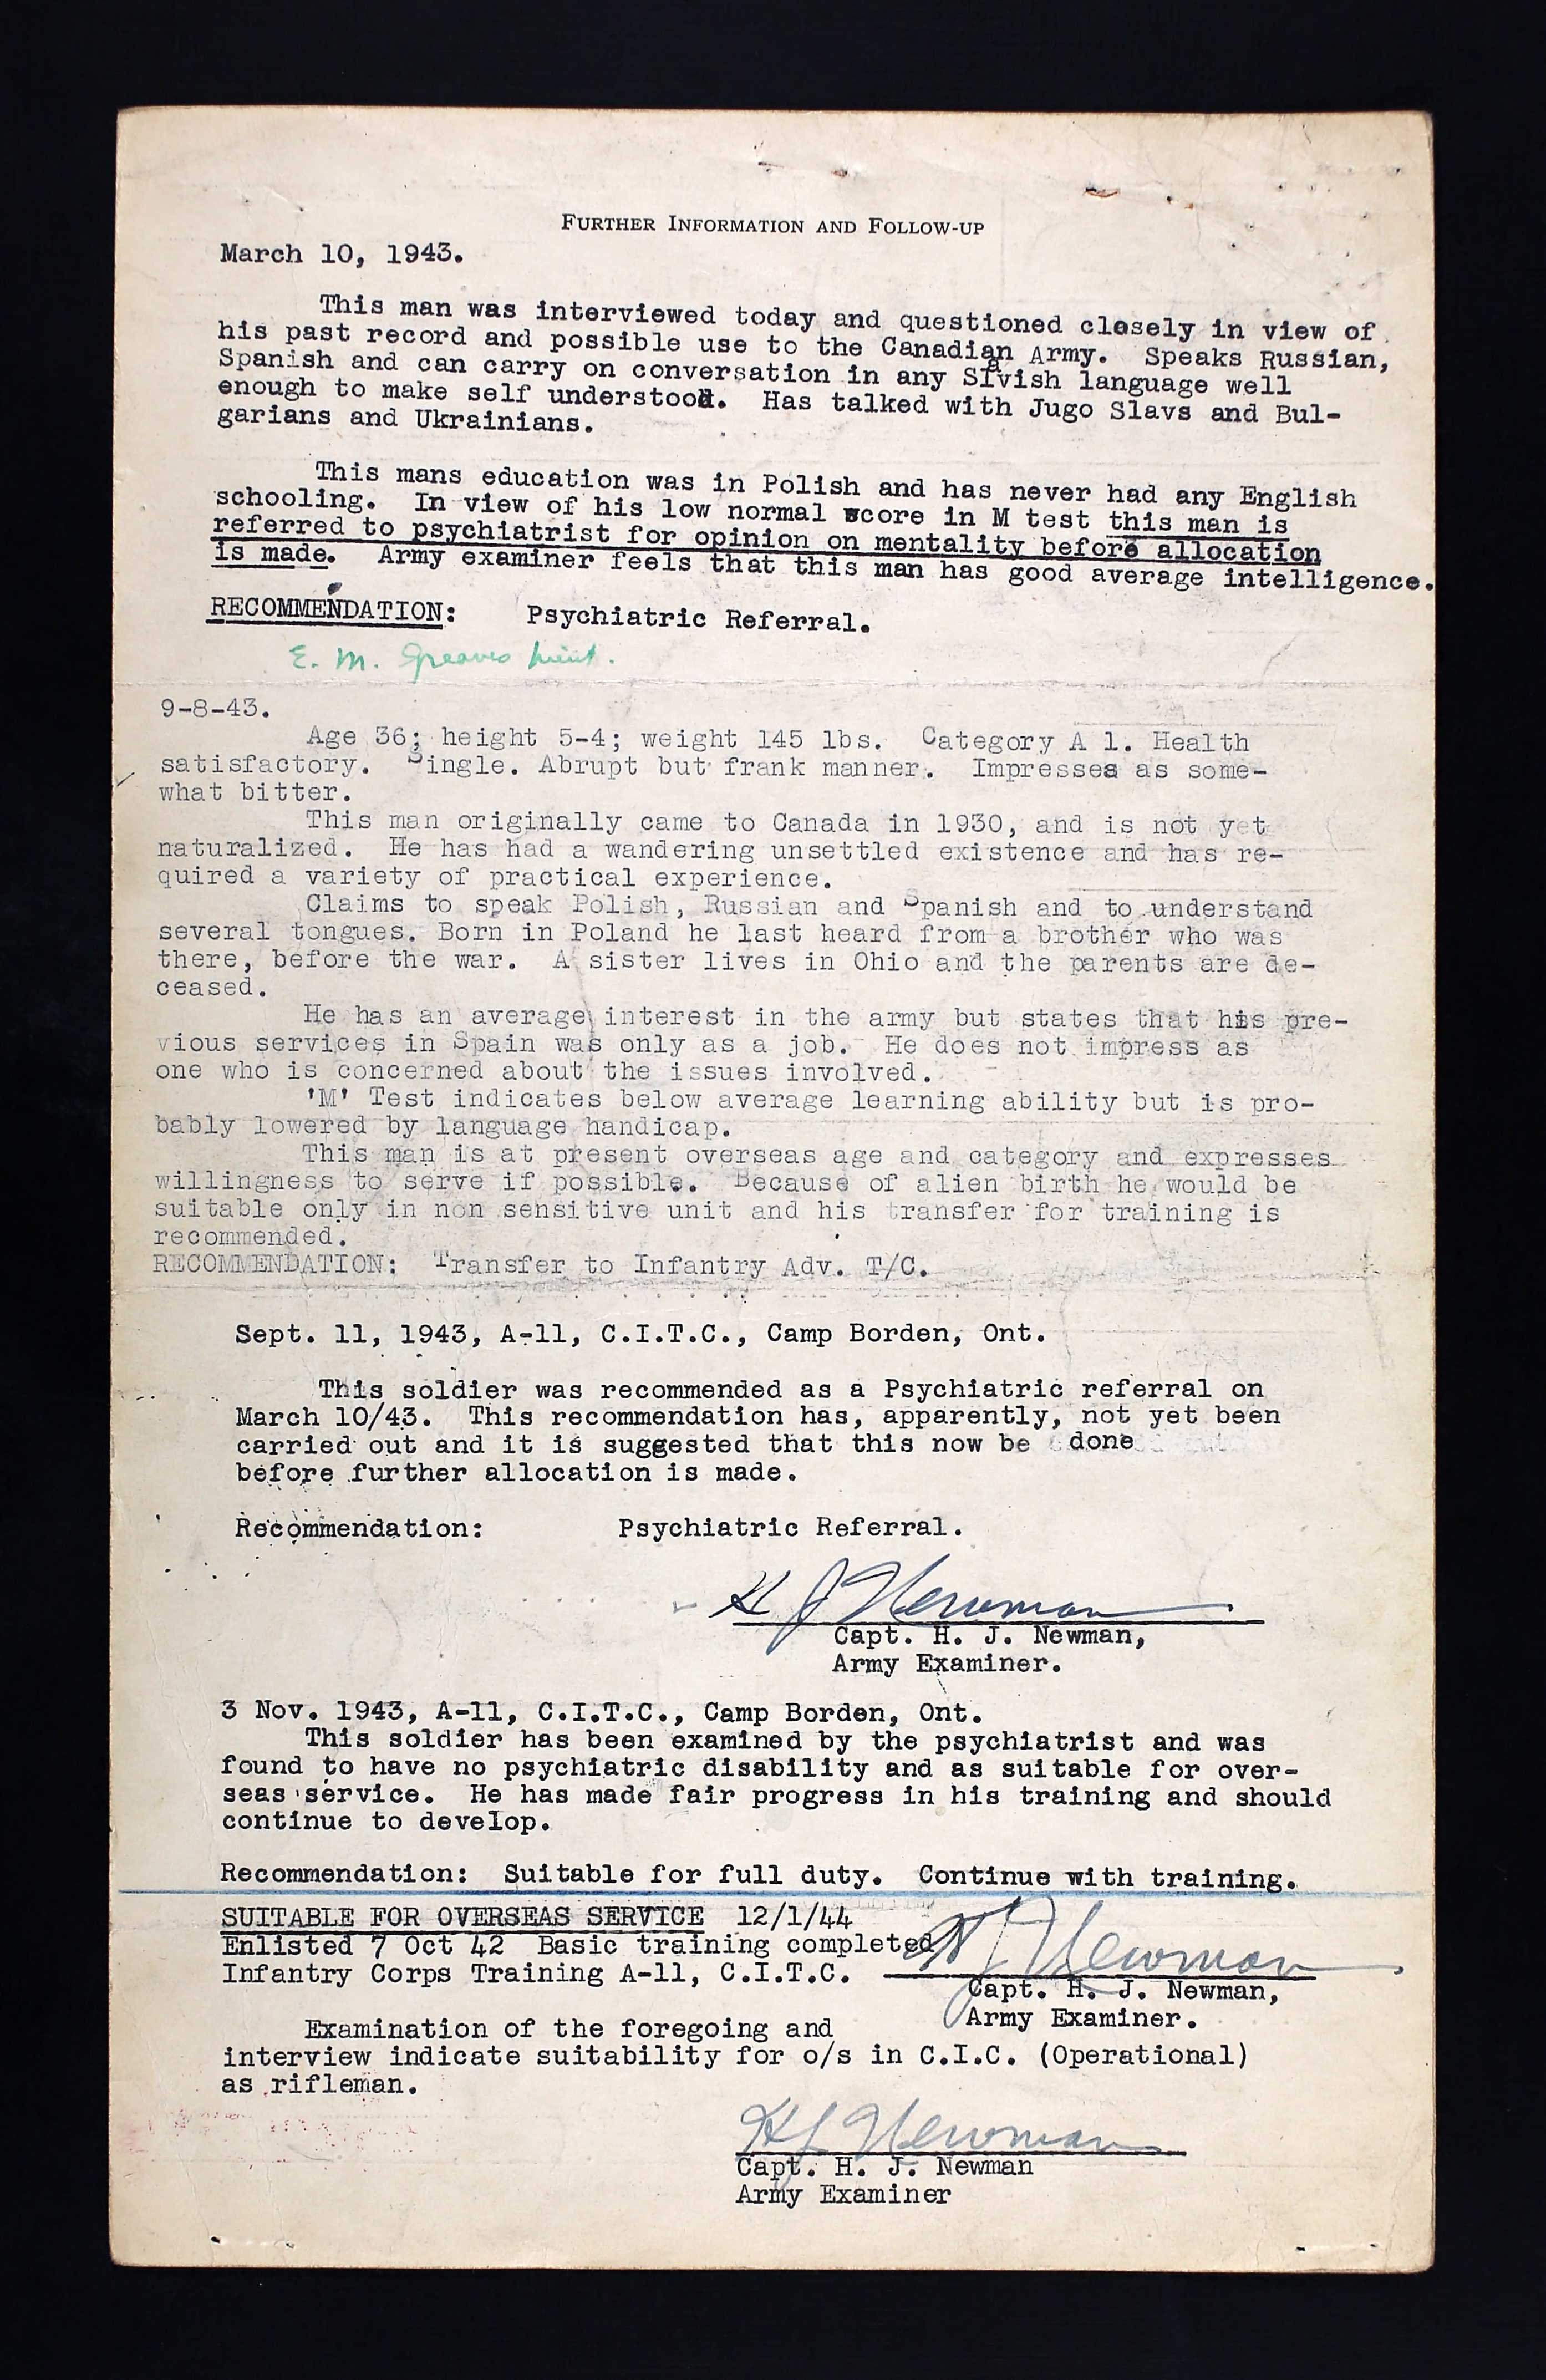 FURTHER INFORMATION AND FOLLOW-UP
March 10, 1943.
This man was interviewed today and questioned closely in view of
his past record and possible use to the Canadian Army. Speaks Russian,
Spanish and can carry on conversation in any Slavish language well
enough to make self understood. Has talked with Jugo Slavs and Bul-
garians and Ukrainians.
This mans education was in Polish and has never had any English
schooling. In view of his low normal score in M test this man is
referred to psychiatrist for opinion on mentality before allocation
is made. Army examiner feels that this man has good average intelligence.
RECOMMENDATION: Psychiatric Referral.
E. M. Greaves Lieut.
9-8-43.
Age 36; height 5-4; weight 145 lbs. Category A 1. Health
satisfactory. Single. Abrupt but frank manner. Impresses as some-
what bitter.
This man originally came to Canada in 1930, and is not yet
naturalized. He has had a wandering unsettled existence and has re-
quired a variety of practical experience.
Claims to speak Polish, Russian and Spanish and to understand
several tongues. Born in Poland he last heard from a brother who was
there, before the war. A sister lives in Ohio and the parents are de-
ceased.
He has an average interest in the army but states that his pre-
vious services in Spain was only as a job. He does not impress as
one who is concerned about the issues involved.
'M' Test indicates below average learning ability but is pro-
bably lowered by language handicap.
This man is at present overseas age and category and expresses
willingness to serve if possible. Because of alien birth he would be
suitable only in non sensitive unit and his transfer for training is
recommended.
RECOMMENDATION: Transfer to Infantry Adv. T/C.
Sept. 11, 1943, A-11, C.I.T.C., Camp Borden, Ont.
This soldier was recommended as a Psychiatric referral on
March 10/43. This recommendation has, apparently, not yet been
carried out and it is suggested that this now be done
before further allocation is made.
Recommendation: Psychiatric Referral.
H J Newman
Capt. H. J. Newman,
Army Examiner.
3 Nov. 1943, A-11, C.I.T.C., Camp Borden, Ont.
This soldier has been examined by the psychiatrist and was
found to have no psychiatric disability and as suitable for over-
seas service. He has made fair progress in his training and should
continue to develop.
Recommendation: Suitable for full duty. Continue with training.
SUITABLE FOR OVERSEAS SERVICE 12/1/44
Enlisted 7 Oct 42 Basic training completed
Infantry Corps Training A-11, C.I.T.C.
H J Newman
Capt. H. J. Newman,
Army Examiner.
Examination of the foregoing and
interview indicate suitability for o/s in C.I.C. (Operational)
as rifleman.
H J Newman
Capt. H. J. Newman
Army Examiner